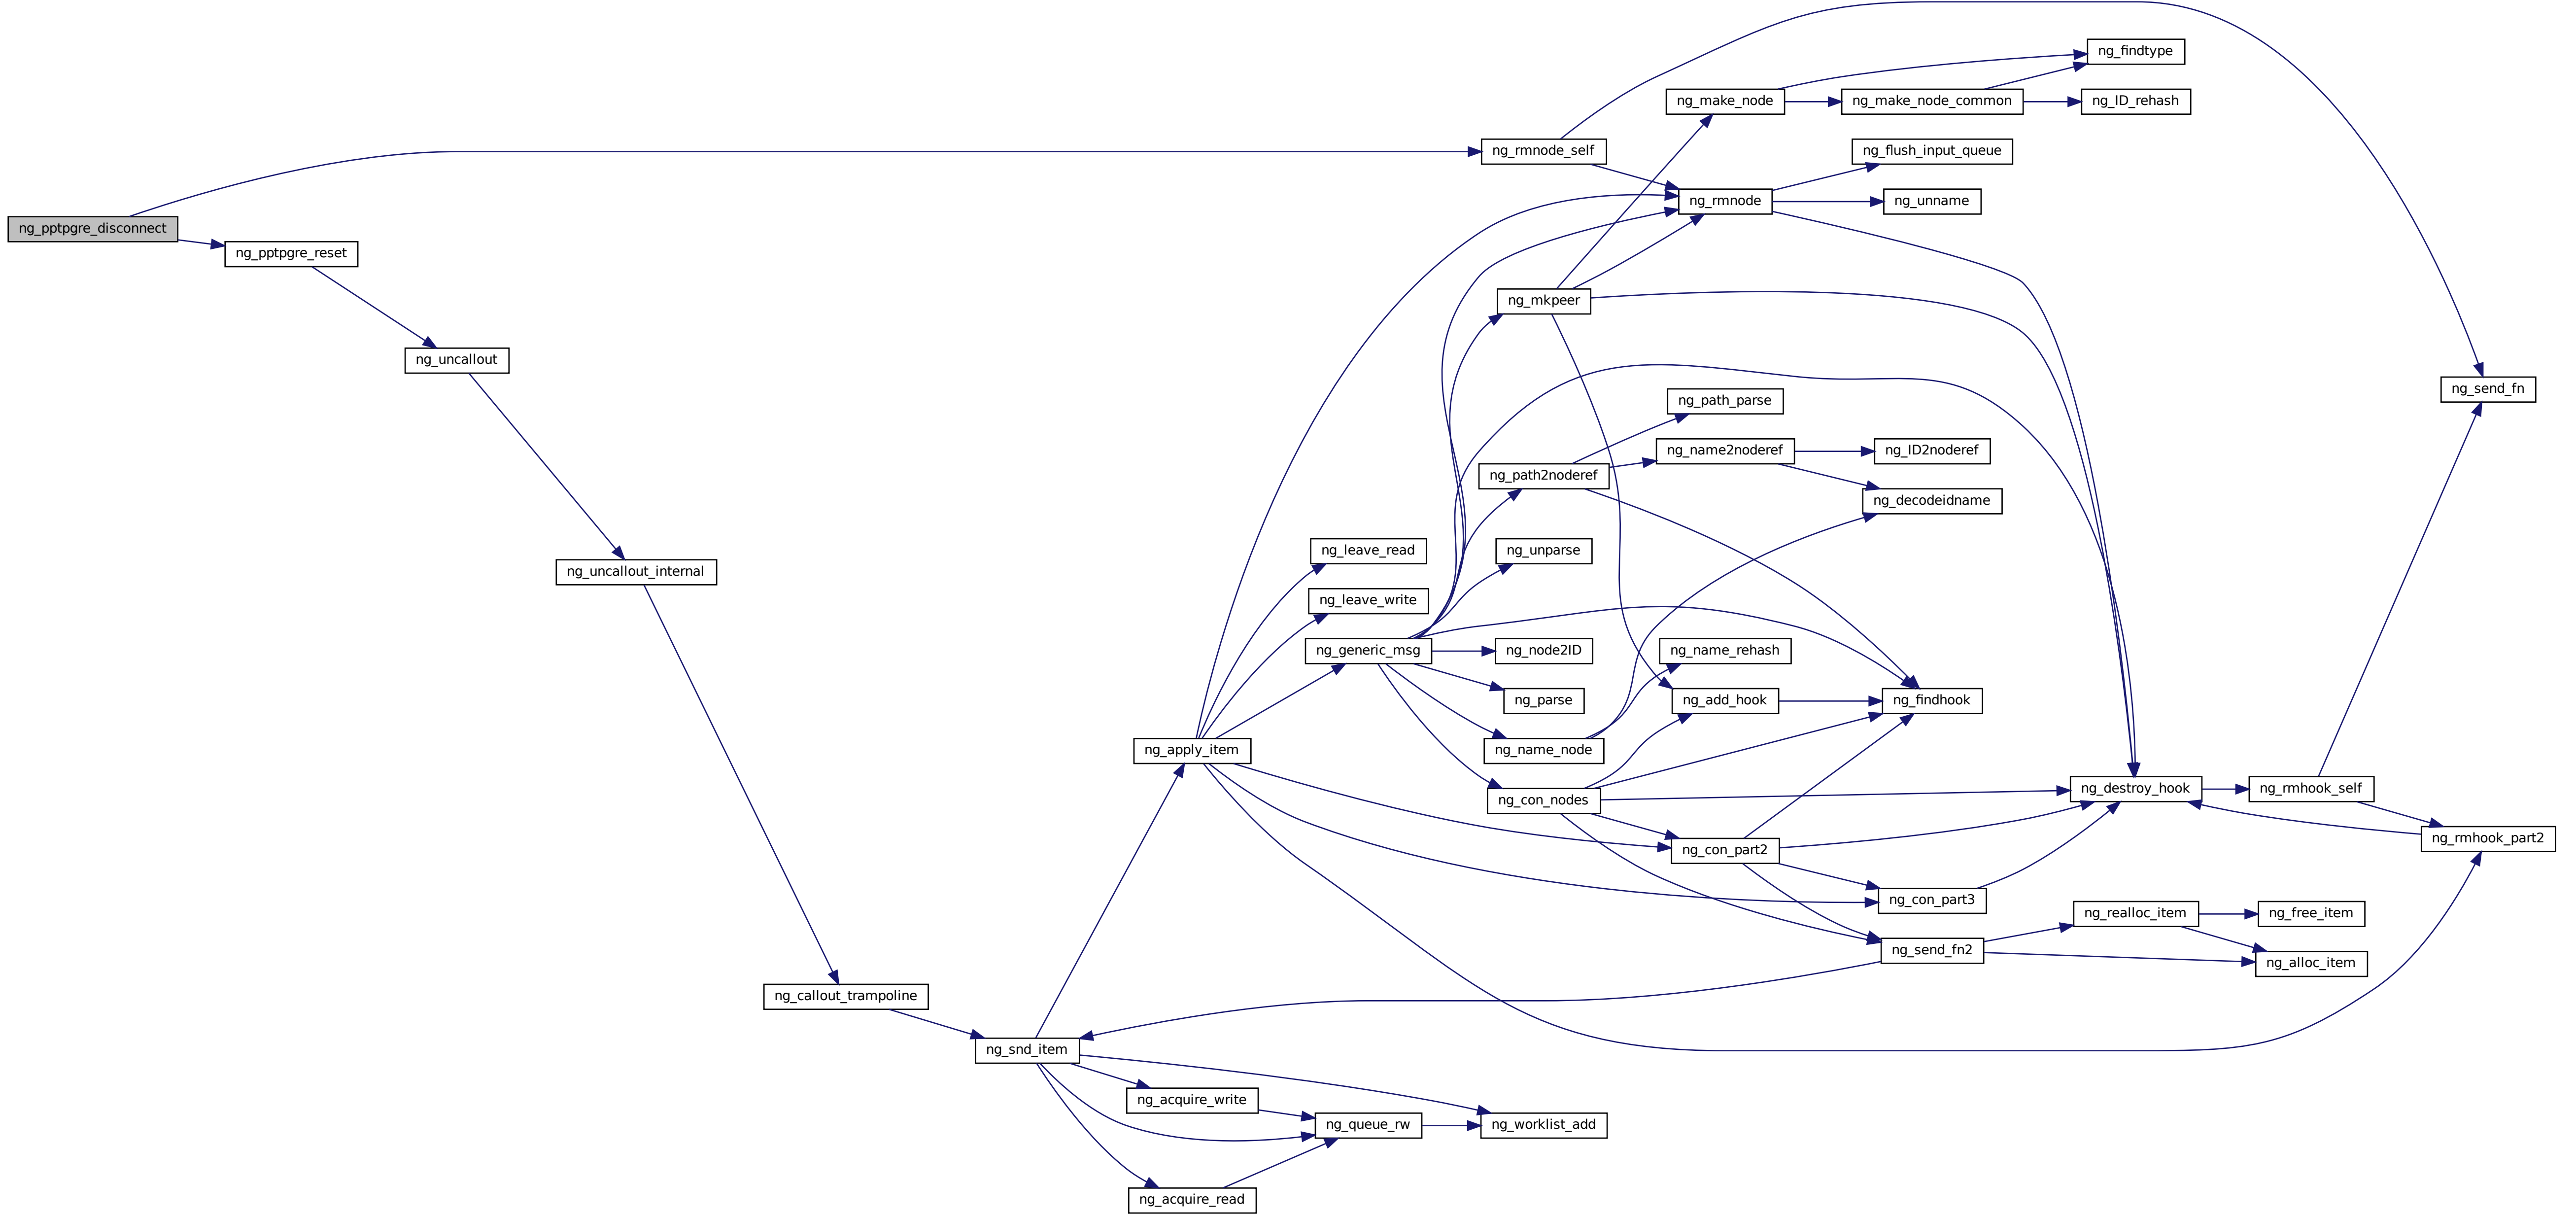 ng_pptpgre_disconnect
ng_pptpgre_reset
ng_uncallout
ng_uncallout_internal
ng_callout_trampoline
ng_snd_item
ng_apply_item
ng_acquire_write
ng_acquire_read
ng_leave_read
ng_leave_write
ng_generic_msg
ng_queue_rw
ng_rmnode_self
ng_mkpeer
ng_path2noderef
ng_unparse
ng_node2ID
ng_parse
ng_name_node
ng_con_nodes
ng_worklist_add
ng_make_node
ng_rmnode
ng_path_parse
ng_name2noderef
ng_name_rehash
ng_add_hook
ng_con_part2
ng_make_node_common
ng_flush_input_queue
ng_unname
ng_ID2noderef
ng_decodeidname
ng_findhook
ng_con_part3
ng_send_fn2
ng_findtype
ng_ID_rehash
ng_destroy_hook
ng_realloc_item
ng_rmhook_self
ng_free_item
ng_alloc_item
ng_send_fn
ng_rmhook_part2